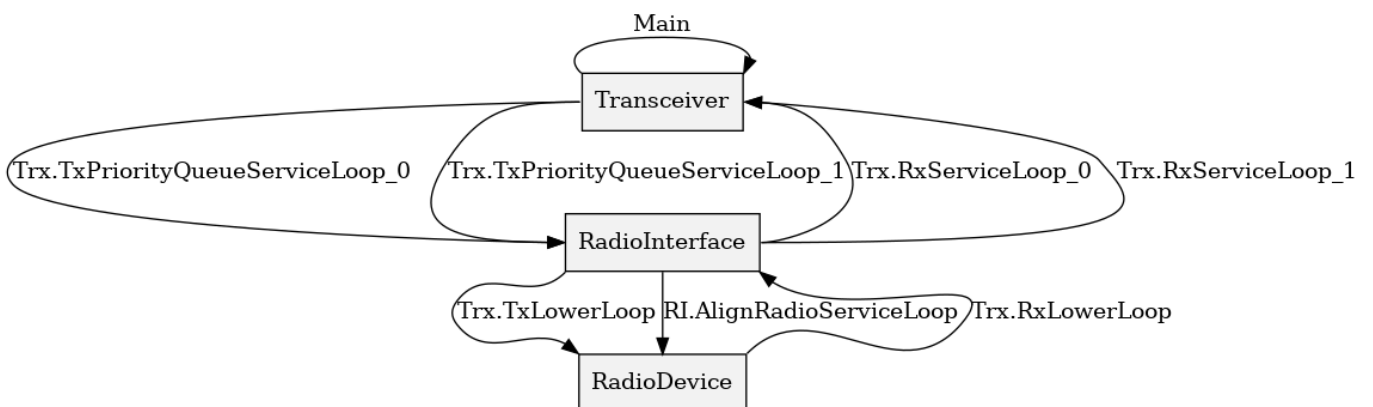 Main
Transceiver
Trx.TxPriorityQueueServiceLoop_0
Trx.TxPriorityQueueServiceLoop_1
Trx.RxServiceLoop_0
Trx.RxServiceLoop_1
RadioInterface
Trx.TxLowerLoop
RI.AlignRadioServiceLoop
Trx.RxLowerLoop
RadioDevice